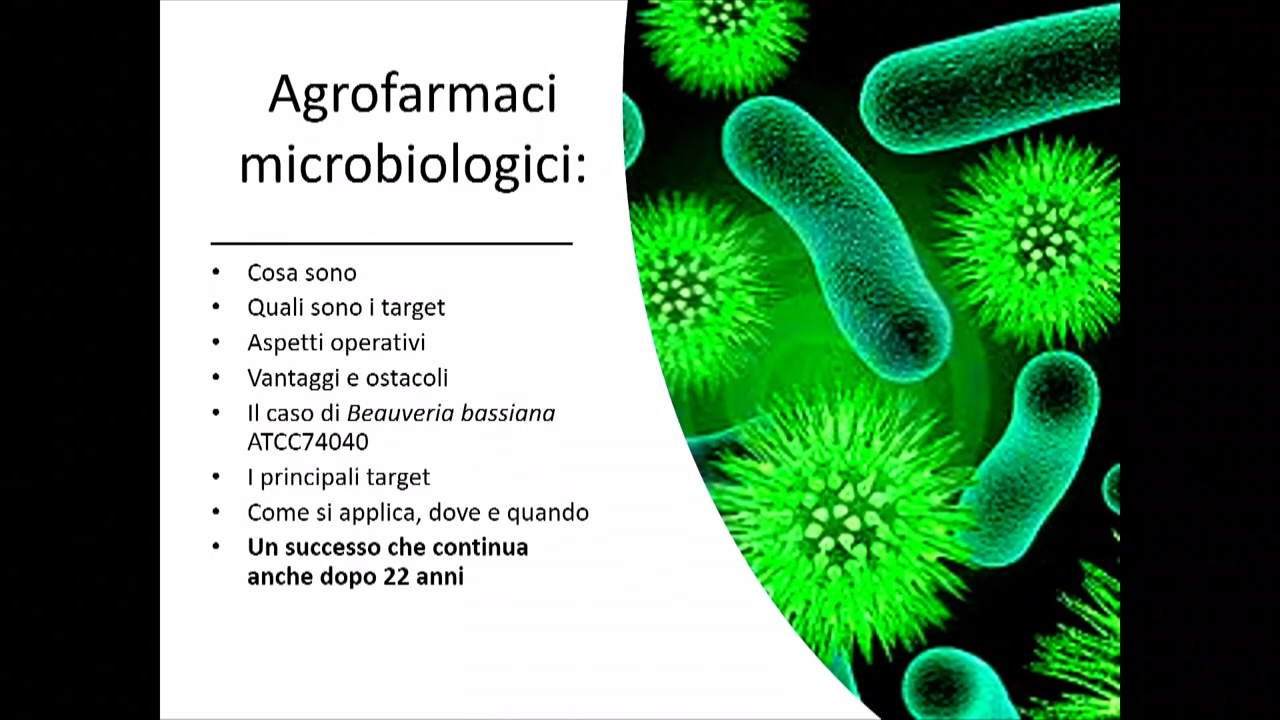 Agrofarmaci
microbiologici:
• Cosa sono
• Quali sono i target
• Aspetti operativi
• Vantaggi e ostacoli
• Il caso di Beauveria bassiana
ATCC74040
• I principali target
• Come si applica, dove e quando
• Un successo che continua
anche dopo 22 anni